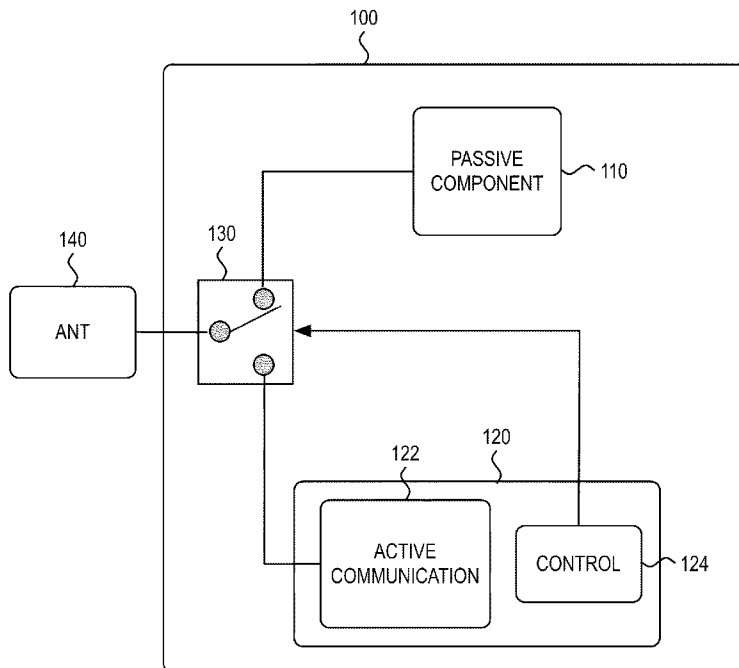 100
PASSIVE
COMPONENT
110
130
140
ANT
120
122
ACTIVE
COMMUNICATION
CONTROL
124